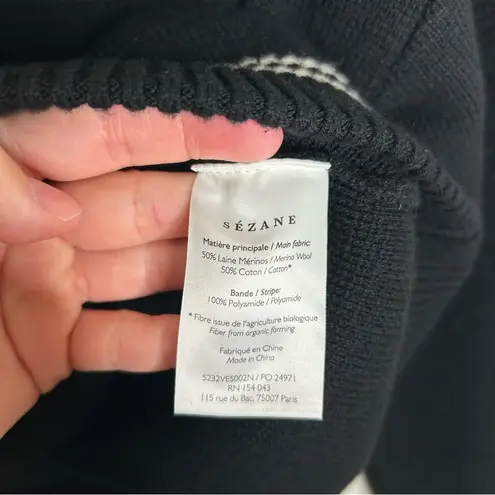 SÉZANE
Matière principale / Main fabric:
50% Laine Mérinos / Merino Wool
50% Coton / Cotton*
Bande / Stripe:
100% Polyamide / Polyamide
*Fibre issue de l'agriculture biologique
Fiber from organic farming
Fabriqué en Chine
Made in China
S232VE5002N / PO 24971
RN 154 043
115 rue du Bac, 75007 Paris